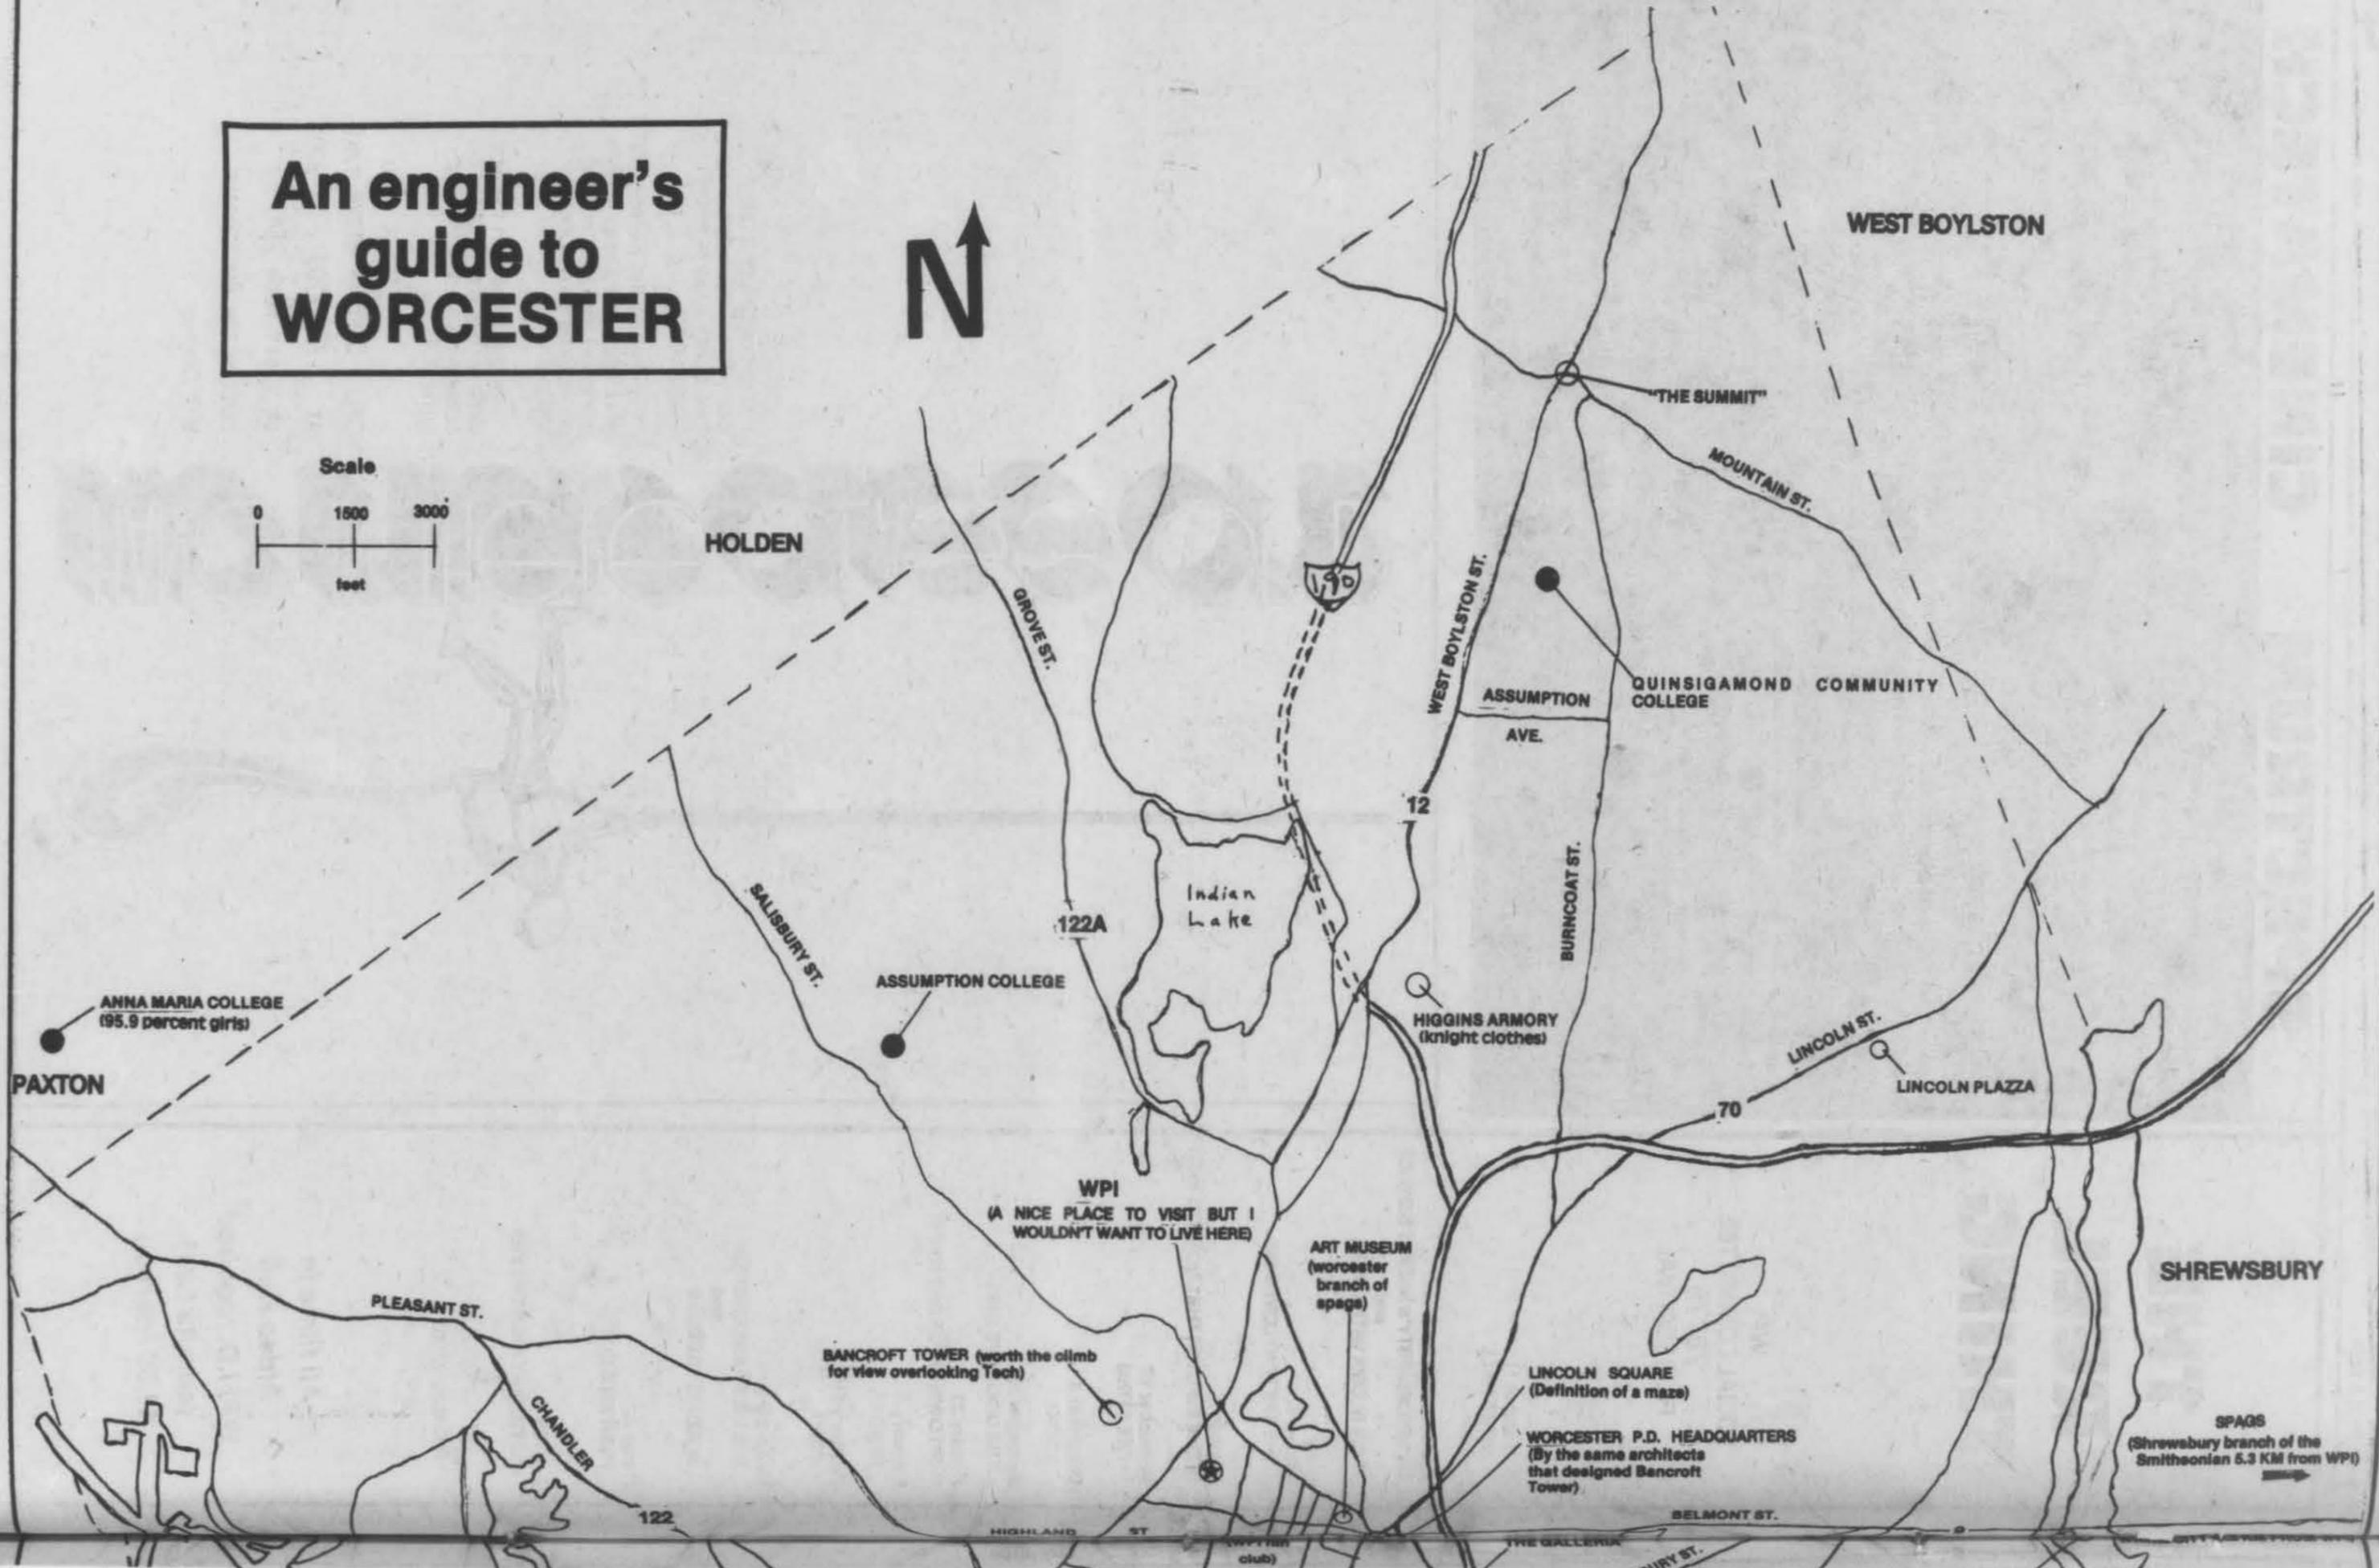 An engineer's
guide to
WORCESTER
N
WEST BOYLSTON
"THE SUMMIT"
MOUNTAIN ST.
Scale
0 1500 3000'
feet
HOLDEN
GROVE ST.
190
WEST BOYLSTON ST.
QUINSIGAMOND COMMUNITY
COLLEGE
ASSUMPTION
AVE.
12
BURNCOAT ST.
Indian
Lake
SALISBURY ST.
122A
ASSUMPTION COLLEGE
ANNA MARIA COLLEGE
(95.9 percent girls)
PAXTON
HIGGINS ARMORY
(knight clothes)
LINCOLN ST.
LINCOLN PLAZZA
70
WPI
(A NICE PLACE TO VISIT BUT I
WOULDN'T WANT TO LIVE HERE)
ART MUSEUM
(worcester
branch of
spags)
SHREWSBURY
PLEASANT ST.
BANCROFT TOWER (worth the climb
for view overlooking Tech)
LINCOLN SQUARE
(Definition of a maze)
CHANDLER
WORCESTER P.D. HEADQUARTERS
(By the same architects
that designed Bancroft
Tower)
SPAGS
(Shrewsbury branch of the
Smithsonian 5.3 KM from WPI)
122
BELMONT ST.
HIGHLAND ST
THE GALLERIA
club)